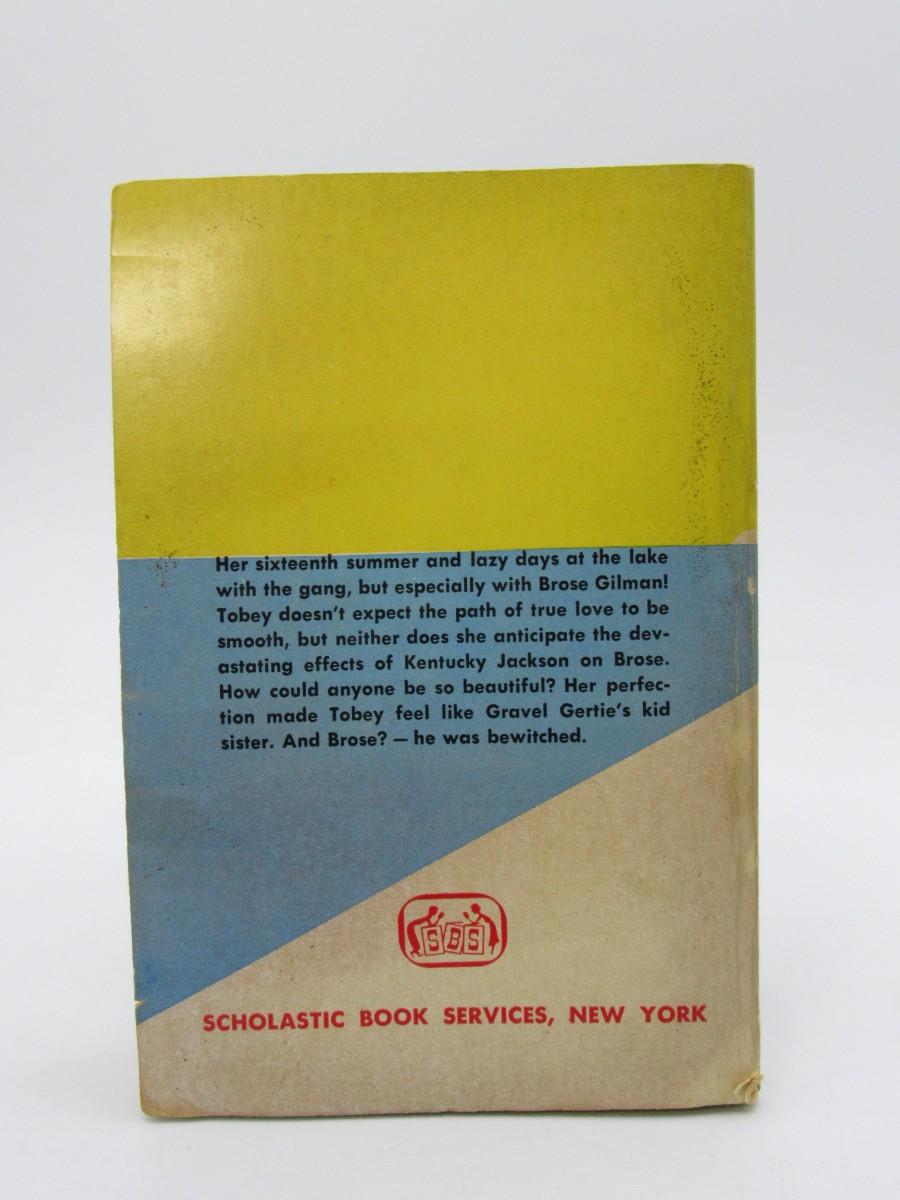 Her sixteenth summer and lazy days at the lake
with the gang, but especially with Brose Gilman!
Tobey doesn't expect the path of true love to be
smooth, but neither does she anticipate the dev-
astating effects of Kentucky Jackson on Brose.
How could anyone be so beautiful? Her perfec-
tion made Tobey feel like Gravel Gertie's kid
sister. And Brose? — he was bewitched.
SBS
SCHOLASTIC BOOK SERVICES, NEW YORK